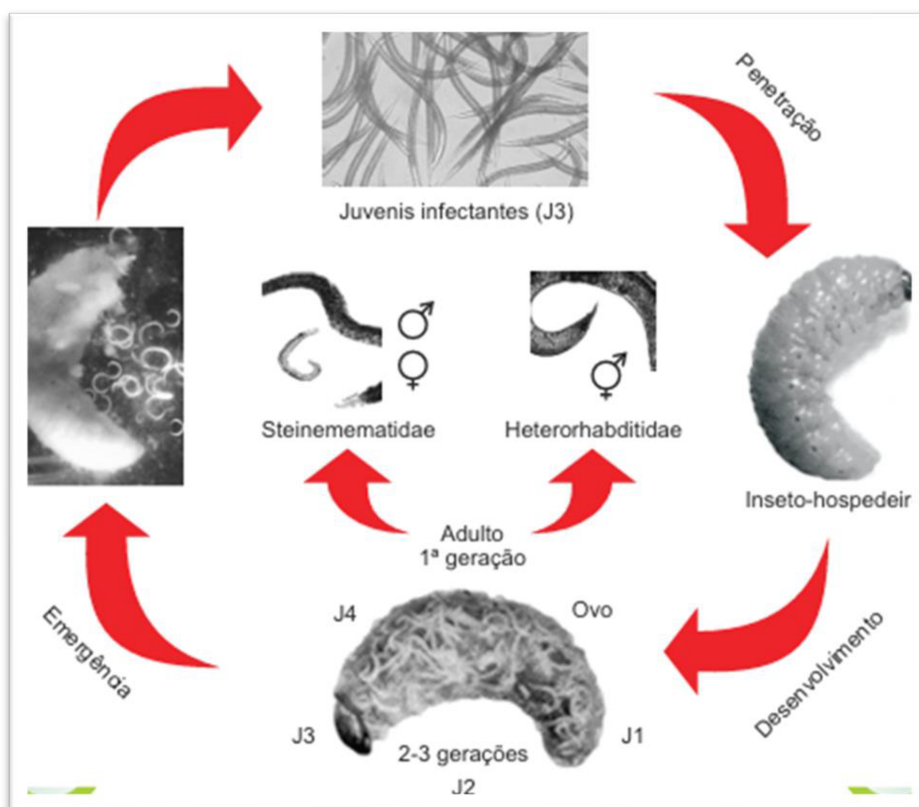 Penetração
Juvenis infectantes (J3)
Steinemematidae
Heterorhabditidae
Inseto-hospedeir
Adulto
1ª geração
J4
Ovo
Emergência
Desenvolvimento
J3
2-3 gerações
J1
J2